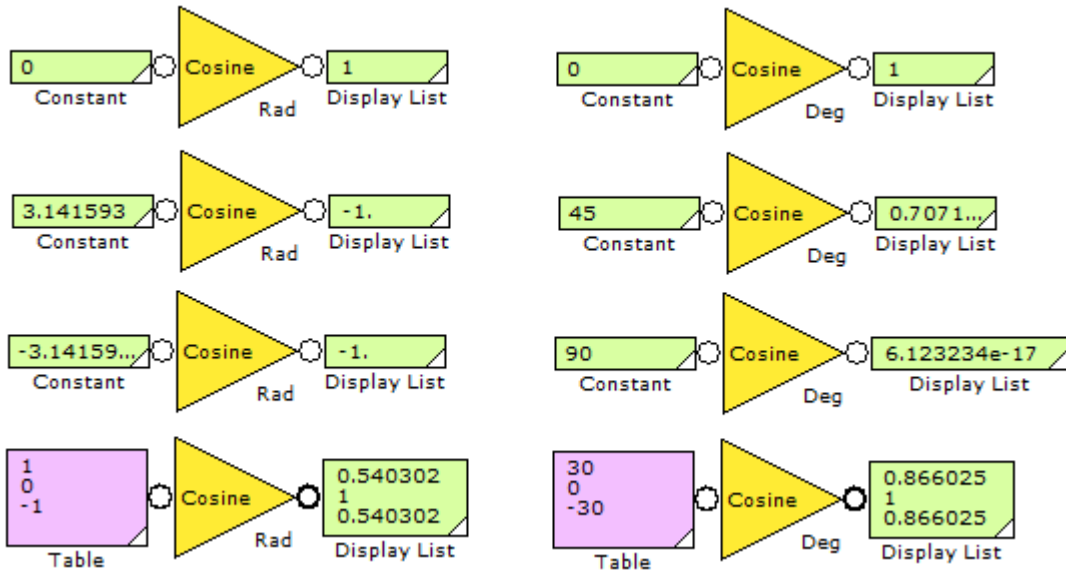 0
Cosine
1
Constant
Rad
Display List
0
Cosine
1
Constant
Deg
Display List
3.141593
Cosine
-1.
Constant
Rad
Display List
45
Cosine
0.7071...
Constant
Deg
Display List
-3.14159...
Cosine
-1.
Constant
Rad
Display List
90
Cosine
6.123234e-17
Constant
Deg
Display List
1
0
-1
Cosine
0.540302
1
0.540302
Table
Rad
Display List
30
0
-30
Cosine
0.866025
1
0.866025
Table
Deg
Display List